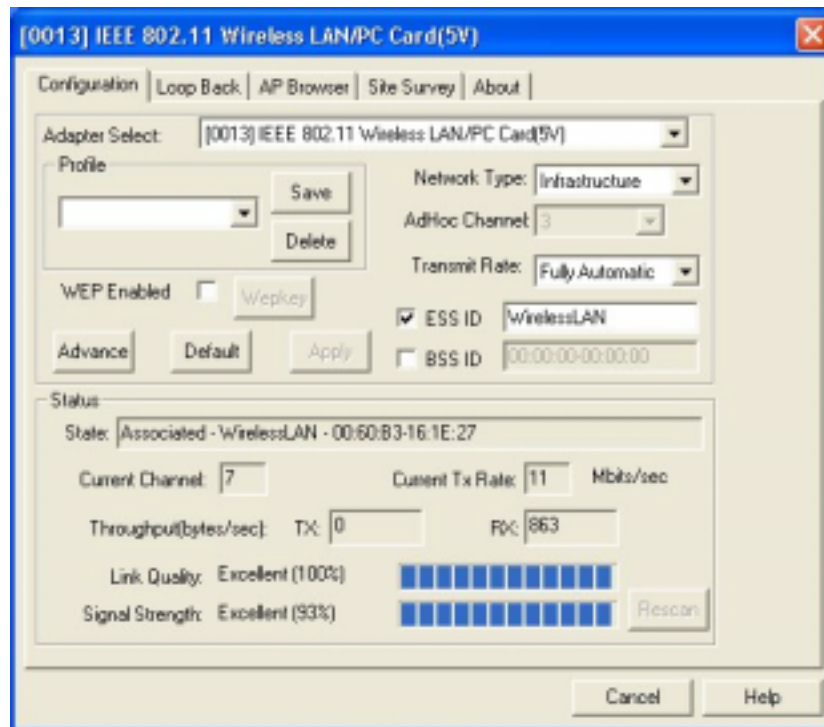 [0013] IEEE 802.11 Wireless LAN/PC Card(5V)
Configuration Loop Back AP Browser Site Survey About
Adapter Select: [0013] IEEE 802.11 Wireless LAN/PC Card(5V)
Profile
Save
Delete
Network Type: Infrastructure
AdHoc Channel: 3
Transmit Rate: Fully Automatic
WEP Enabled Wepkey
ESS ID WirelessLAN
Advance Default Apply
BSS ID 00:00:00-00:00:00
Status
State: Associated - WirelessLAN - 00:60:B3-16:1E:27
Current Channel: 7 Current Tx Rate: 11 Mbits/sec
Throughput(bytes/sec): TX: 0 RX: 863
Link Quality: Excellent (100%)
Signal Strength: Excellent (93%) Rescan
Cancel Help